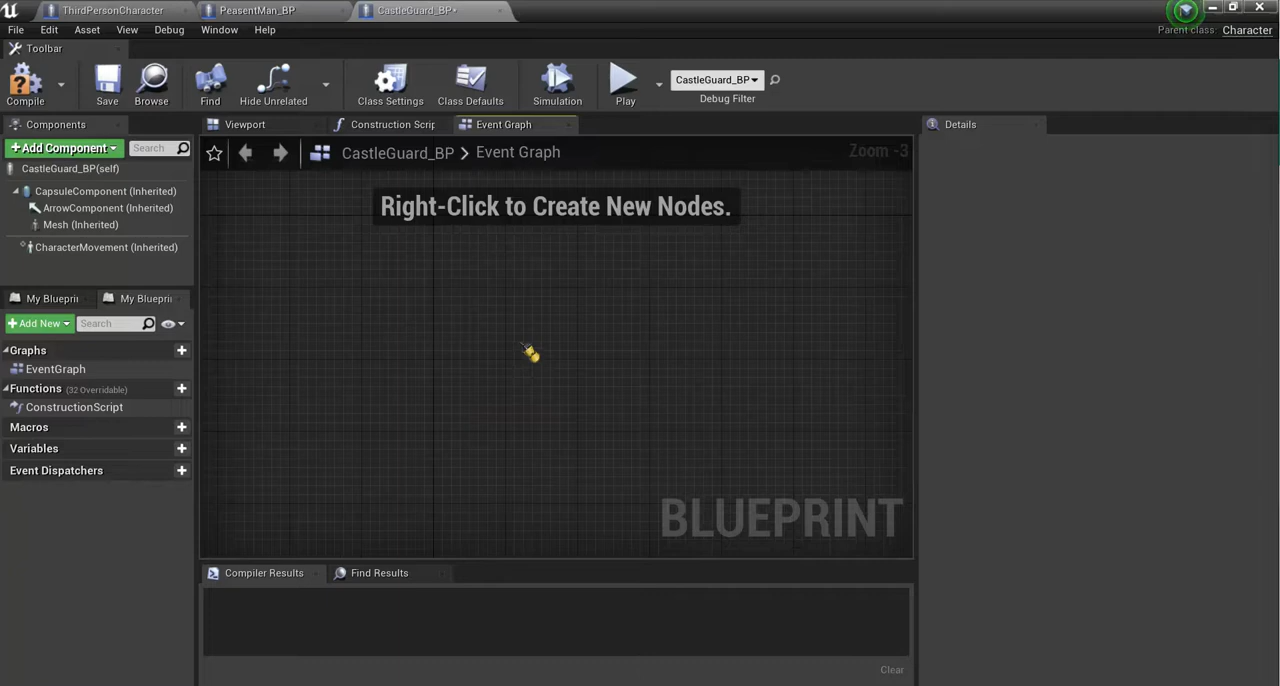 ThirdPersonCharacter
PeasentMan_BP
CastleGuard_BP*
File Edit Asset View Debug Window Help
Parent class: Character
Toolbar
Compile
Save
Browse
Find
Hide Unrelated
Class Settings
Class Defaults
Simulation
Play
CastleGuard_BP
Debug Filter
Components
+Add Component
Search
CastleGuard_BP(self)
CapsuleComponent (Inherited)
ArrowComponent (Inherited)
Mesh (Inherited)
CharacterMovement (Inherited)
My Bluepri
My Bluepri
+Add New
Search
Graphs
EventGraph
Functions (32 Overridable)
ConstructionScript
Macros
Variables
Event Dispatchers
Viewport
Construction Scrip
Event Graph
CastleGuard_BP > Event Graph
Zoom -3
Right-Click to Create New Nodes.
BLUEPRINT
Compiler Results
Find Results
Clear
Details